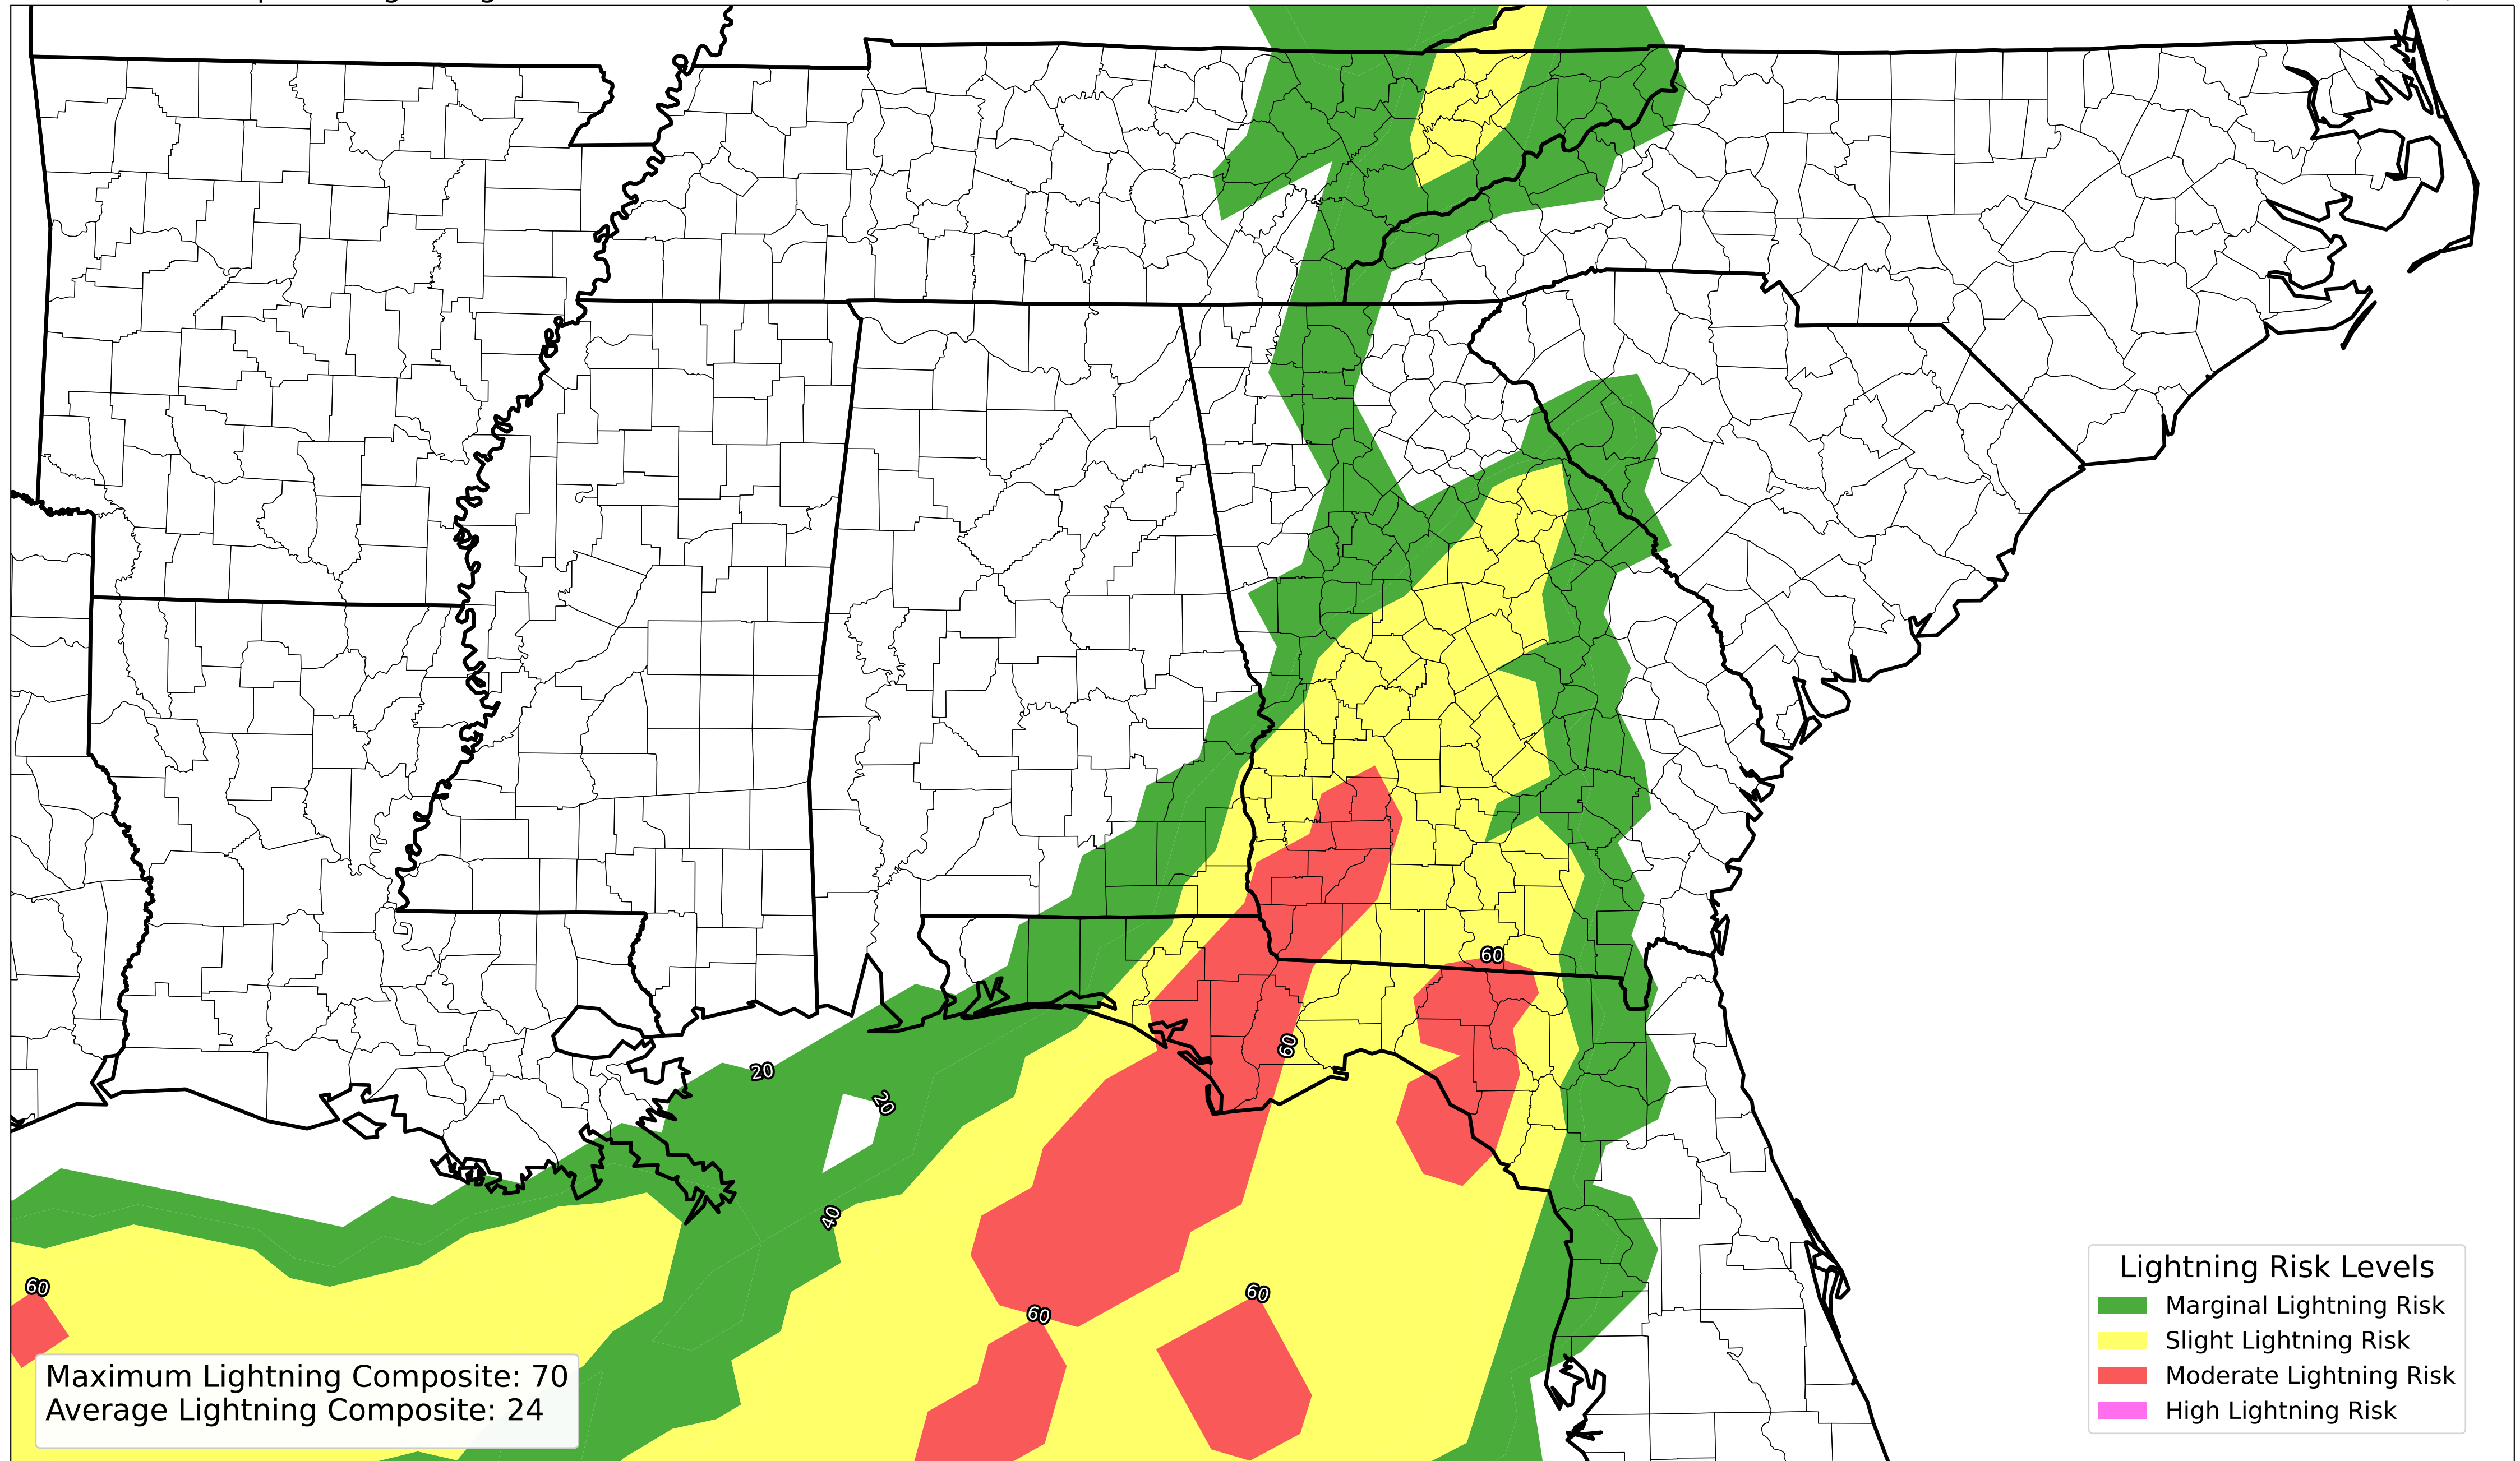 60
60
20
20
40
60
60
60
Lightning Risk Levels
Marginal Lightning Risk
Slight Lightning Risk
Moderate Lightning Risk
High Lightning Risk
Maximum Lightning Composite: 70
Average Lightning Composite: 24